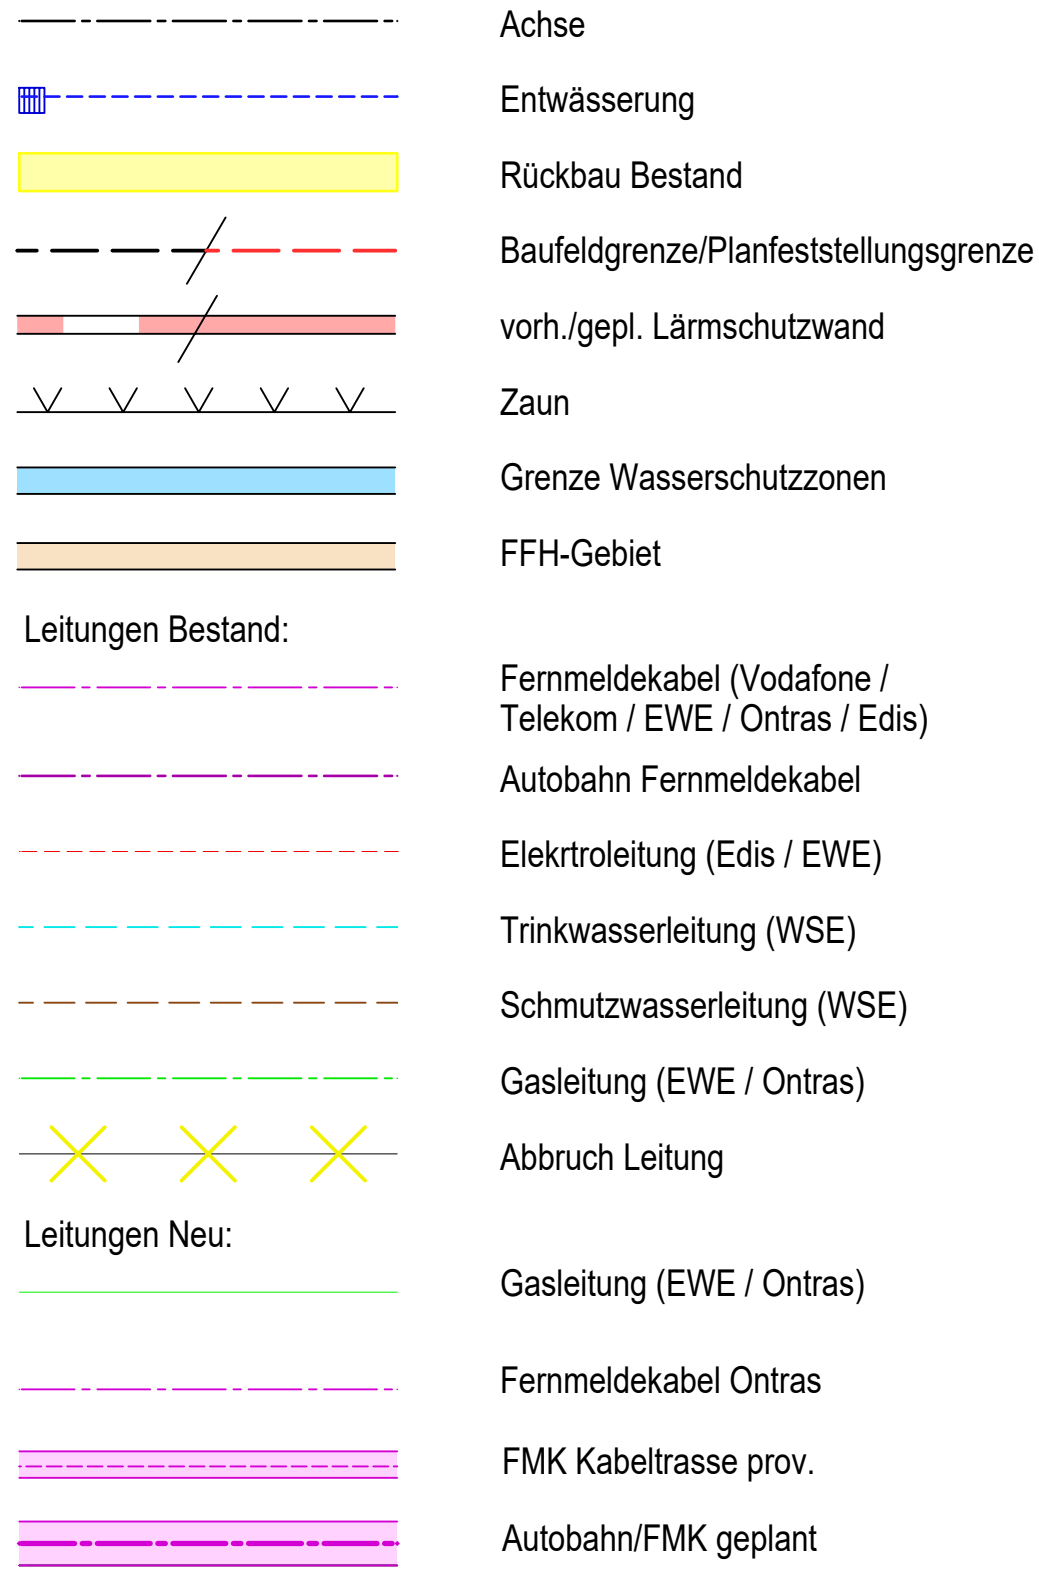 Achse
Entwässerung
Rückbau Bestand
Baufeldgrenze/Planfeststellungsgrenze
vorh./gepl. Lärmschutzwand
Zaun
Grenze Wasserschutzzonen
FFH-Gebiet
Leitungen Bestand:
Fernmeldekabel (Vodafone /
Telekom / EWE / Ontras / Edis)
Autobahn Fernmeldekabel
Elekrtroleitung (Edis / EWE)
Trinkwasserleitung (WSE)
Schmutzwasserleitung (WSE)
Gasleitung (EWE / Ontras)
Abbruch Leitung
Leitungen Neu:
Gasleitung (EWE / Ontras)
Fernmeldekabel Ontras
FMK Kabeltrasse prov.
Autobahn/FMK geplant